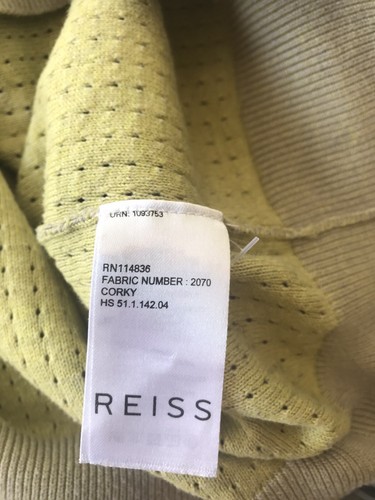 URN: 1093753
RN114836
FABRIC NUMBER : 2070
CORKY
HS 51.1.142.04
REISS